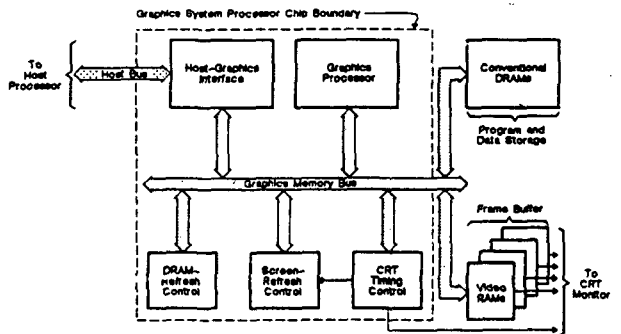 Graphics System Processor Chip Boundary
To
Host
Processor
Host Bus
Host-Graphics
Interface
Graphics
Processor
Conventional
DRAMs
Program and
Data Storage
Graphics Memory Bus
Frame Buffer
DRAM-
Refresh
Control
Screen-
Refresh
Control
CRT
Timing
Control
Video
RAMs
To
CRT
Monitor